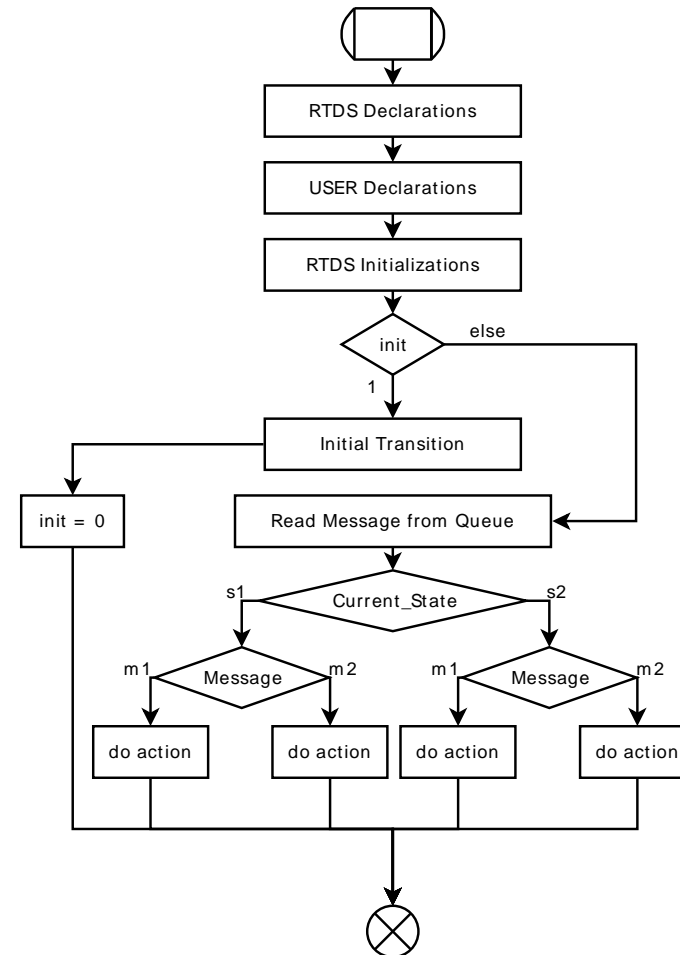 RTDS Declarations
USER Declarations
RTDS Initializations
init
else
1
Initial Transition
init = 0
Read Message from Queue
s1
Current_State
s2
m1
Message
m2
m1
Message
m2
do action
do action
do action
do action